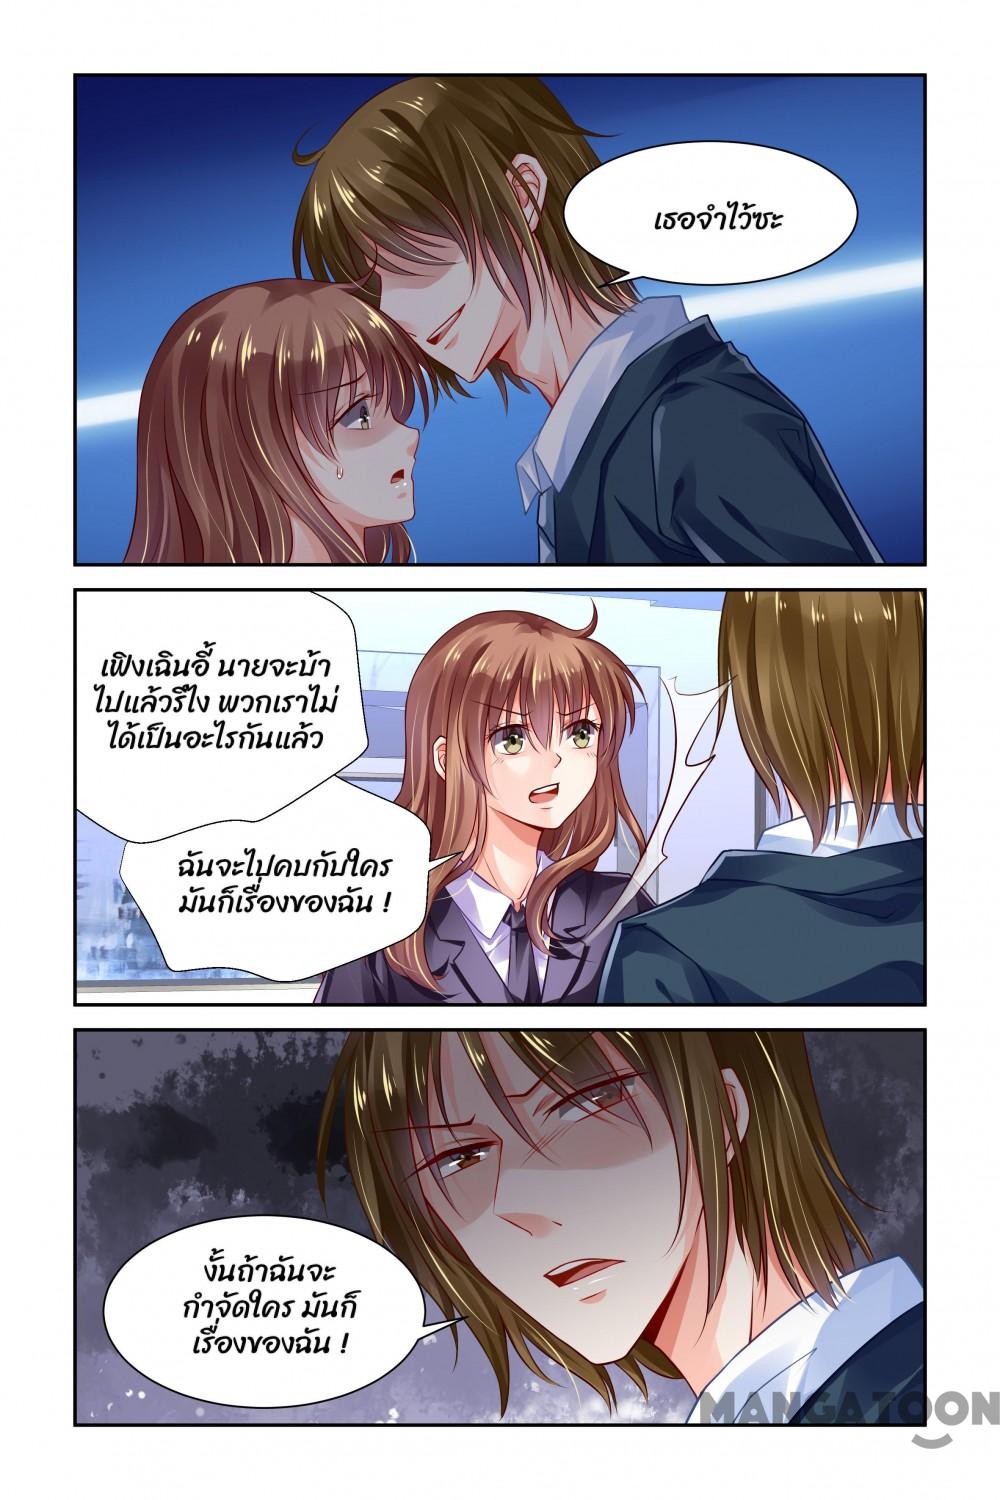 เธอจำไว้ซะ
เฟิงเฉินอี้ นายจะบ้า
ไปแล้วรึไง พวกเราไม่
ได้เป็นอะไรกันแล้ว
ฉันจะไปคบกับใคร
มันก็เรื่องของฉัน !
งั้นถ้าฉันจะ
กำจัดใคร มันก็
เรื่องของฉัน !
MANGATOON